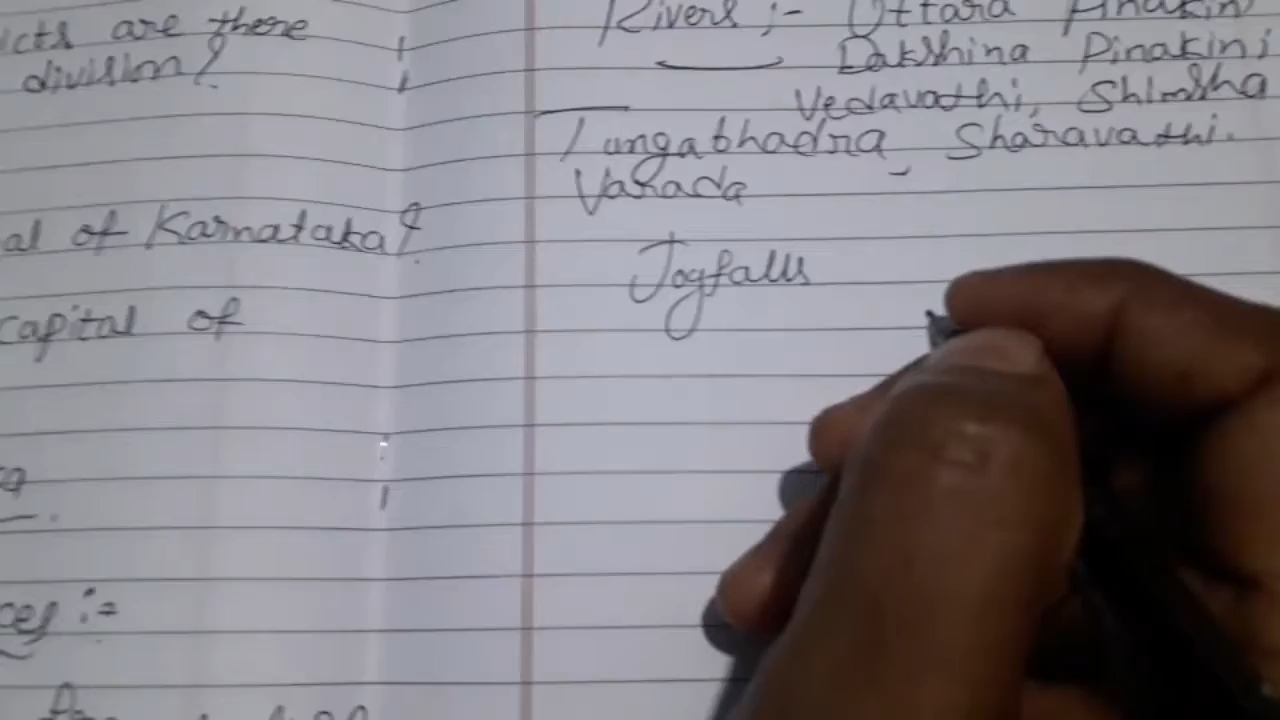 icts are there
division?
al of Karnataka?
capital of
ces :-
Rivers :- Uttara Pinakini
Dakshina Pinakini
Vedavathi, Shimsha
Tungabhadra, Sharavathi.
Varada
Jogfalls